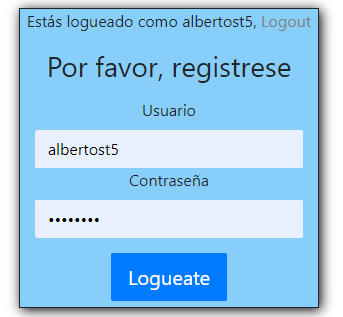 Estás logueado como albertost5, Logout
Por favor, registrese
Usuario
albertost5
Contraseña
••••••••
Logueate